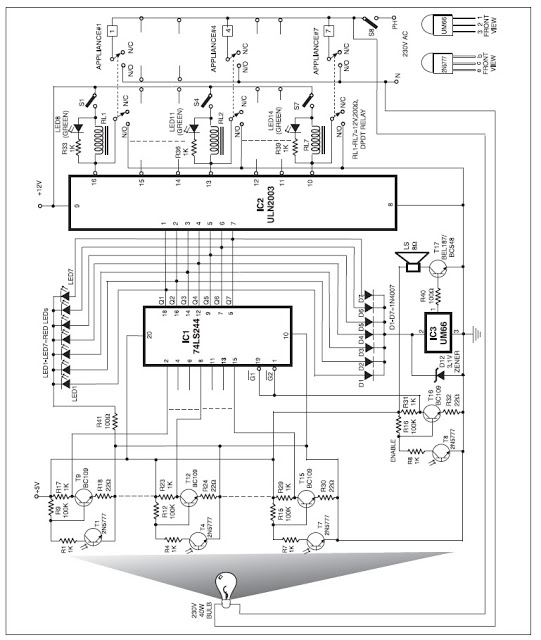 APPLIANCE#1
APPLIANCE#4
APPLIANCE#7
1
4
7
N/C
N/O
N/C
N/O
N/C
N/O
S8
PH
230V AC
N
UM66
3 2 1
FRONT
VIEW
2N5777
FRONT
VIEW
LED8
(GREEN)
S1
R33
1K
RL1
N/C
N/O
LED11
(GREEN)
S4
R36
1K
RL2
N/C
N/O
LED14
(GREEN)
S7
R39
1K
RL7
N/C
N/O
RL1-RL7=12V,200Ω,
DPDT RELAY
+12V
16
15
14
13
12
11
10
9
IC2
ULN2003
8
1
2
3
4
5
6
7
LED7
LED1-LED7=RED LEDs
LED1
Q1
Q2
Q3
Q4
Q5
Q6
Q7
18
16
14
12
9
7
5
20
IC1
74LS244
10
2
4
6
8
11
13
15
19
1
G1
G2
D7
D6
D5
D4
D3
D2
D1
D1-D7=1N4007
LS
8Ω
T17
BEL187/
BC548
R40
100Ω
1
IC3
UM66
2
3
D12
3.1V
ZENER
R41
100Ω
R31
1K
T16
BC109
R16
100K
R32
22Ω
ENABLE
R8
1K
T8
2N5777
+5V
R17
1K
T9
BC109
R9
100K
R18
22Ω
R1
1K
T1
2N5777
R23
1K
T12
BC109
R12
100K
R24
22Ω
R4
1K
T4
2N5777
R29
1K
T15
BC109
R15
100K
R30
22Ω
R7
1K
T7
2N5777
230V
40W
BULB